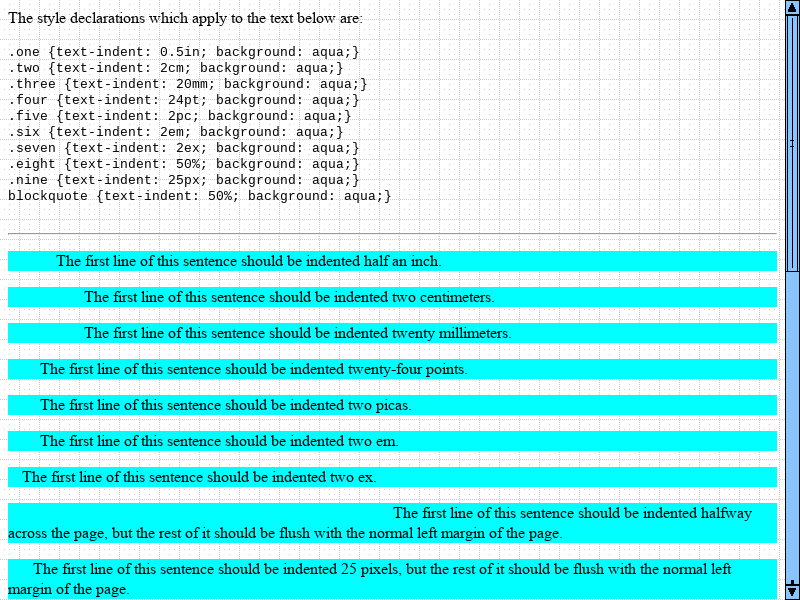 The style declarations which apply to the text below are:
.one {text-indent: 0.5in; background: aqua;}
.two {text-indent: 2cm; background: aqua;}
.three {text-indent: 20mm; background: aqua;}
.four {text-indent: 24pt; background: aqua;}
.five {text-indent: 2pc; background: aqua;}
.six {text-indent: 2em; background: aqua;}
.seven {text-indent: 2ex; background: aqua;}
.eight {text-indent: 50%; background: aqua;}
.nine {text-indent: 25px; background: aqua;}
blockquote {text-indent: 50%; background: aqua;}
The first line of this sentence should be indented half an inch.
The first line of this sentence should be indented two centimeters.
The first line of this sentence should be indented twenty millimeters.
The first line of this sentence should be indented twenty-four points.
The first line of this sentence should be indented two picas.
The first line of this sentence should be indented two em.
The first line of this sentence should be indented two ex.
The first line of this sentence should be indented halfway
across the page, but the rest of it should be flush with the normal left margin of the page.
The first line of this sentence should be indented 25 pixels, but the rest of it should be flush with the normal left
margin of the page.